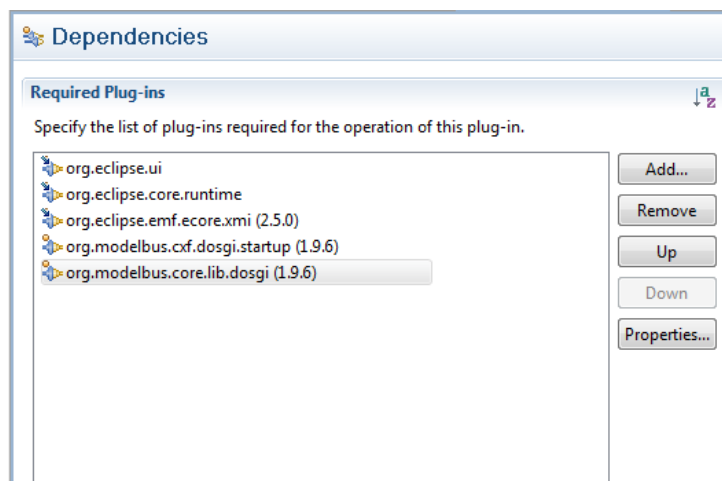 Dependencies
Required Plug-ins
a
z
Specify the list of plug-ins required for the operation of this plug-in.
org.eclipse.ui
org.eclipse.core.runtime
org.eclipse.emf.ecore.xmi (2.5.0)
org.modelbus.cxf.dosgi.startup (1.9.6)
org.modelbus.core.lib.dosgi (1.9.6)
Add...
Remove
Up
Down
Properties...